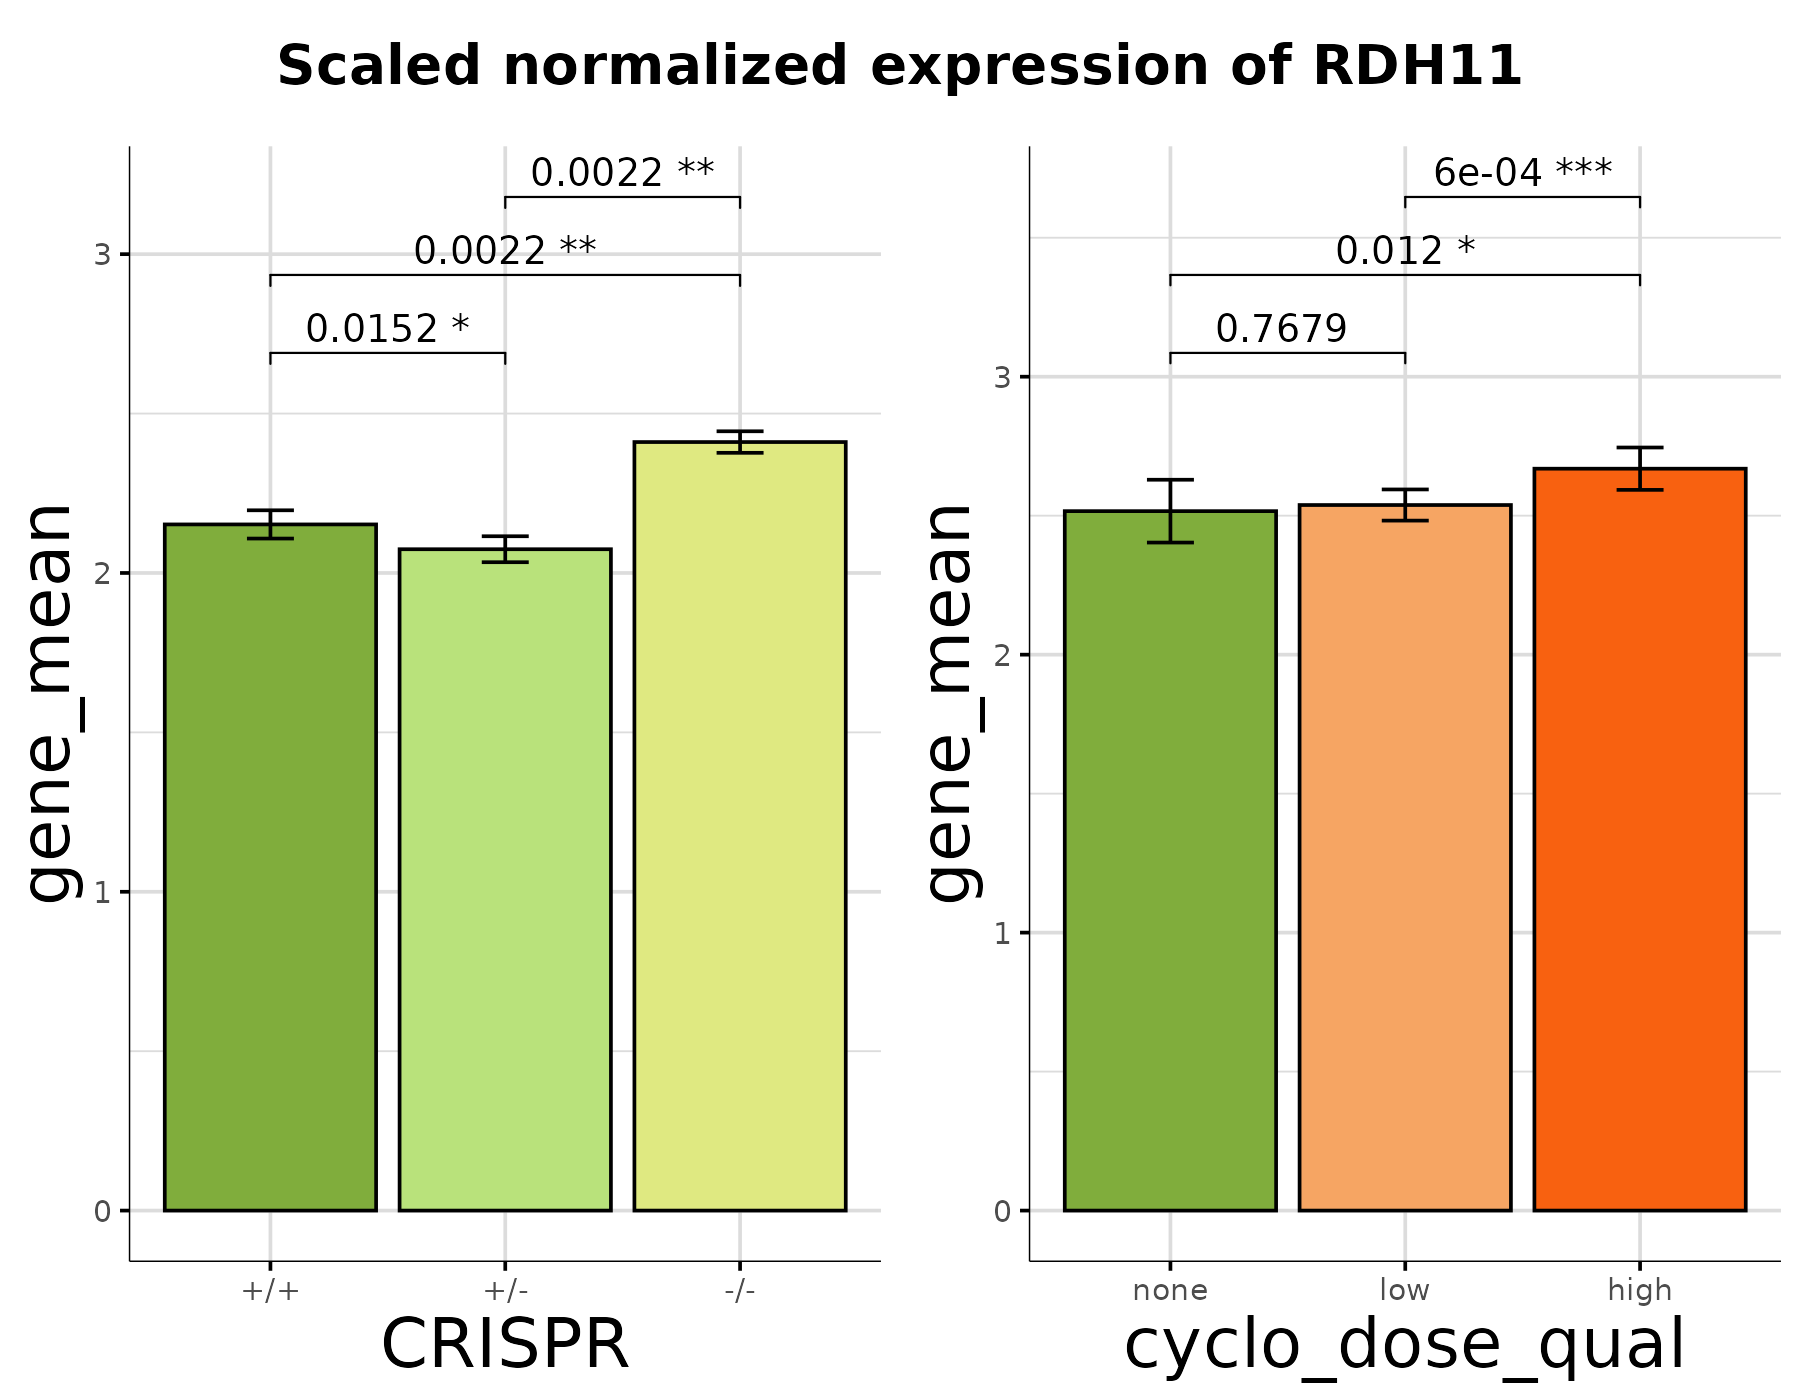 Scaled normalized expression of RDH11
gene_mean
3
2
1
0
0.0022 **
0.0022 **
0.0152 *
+/+
+/-
-/-
CRISPR
gene_mean
3
2
1
0
6e-04 ***
0.012 *
0.7679
none
low
high
cyclo_dose_qual